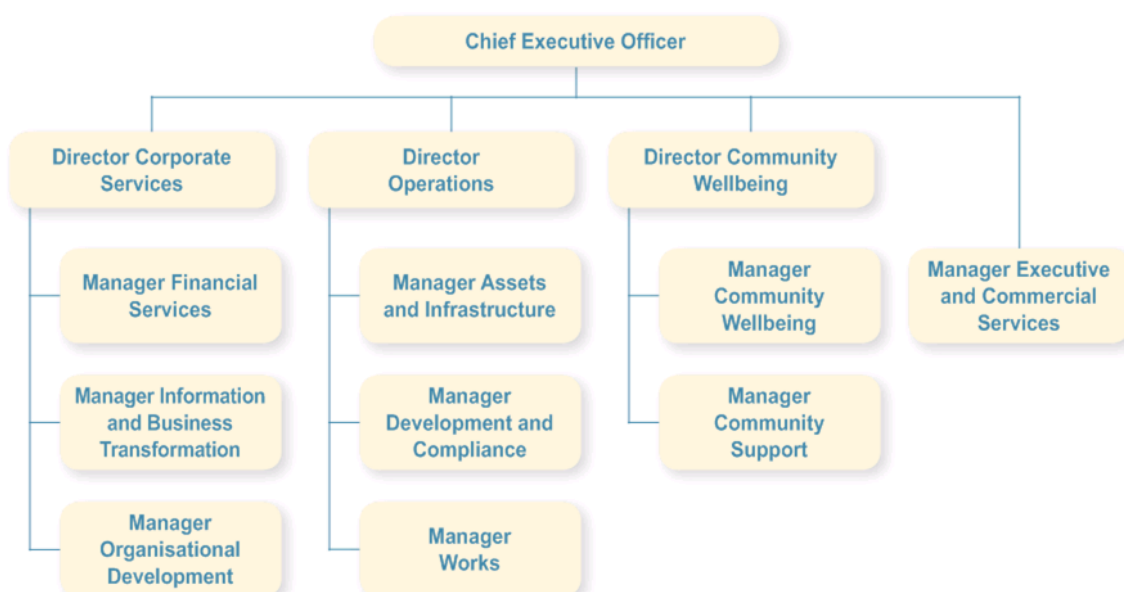 Chief Executive Officer
Director Corporate
Services
Director
Operations
Director Community
Wellbeing
Manager Financial
Services
Manager Assets
and Infrastructure
Manager
Community
Wellbeing
Manager Executive
and Commercial
Services
Manager Information
and Business
Transformation
Manager
Development and
Compliance
Manager
Community
Support
Manager
Organisational
Development
Manager
Works